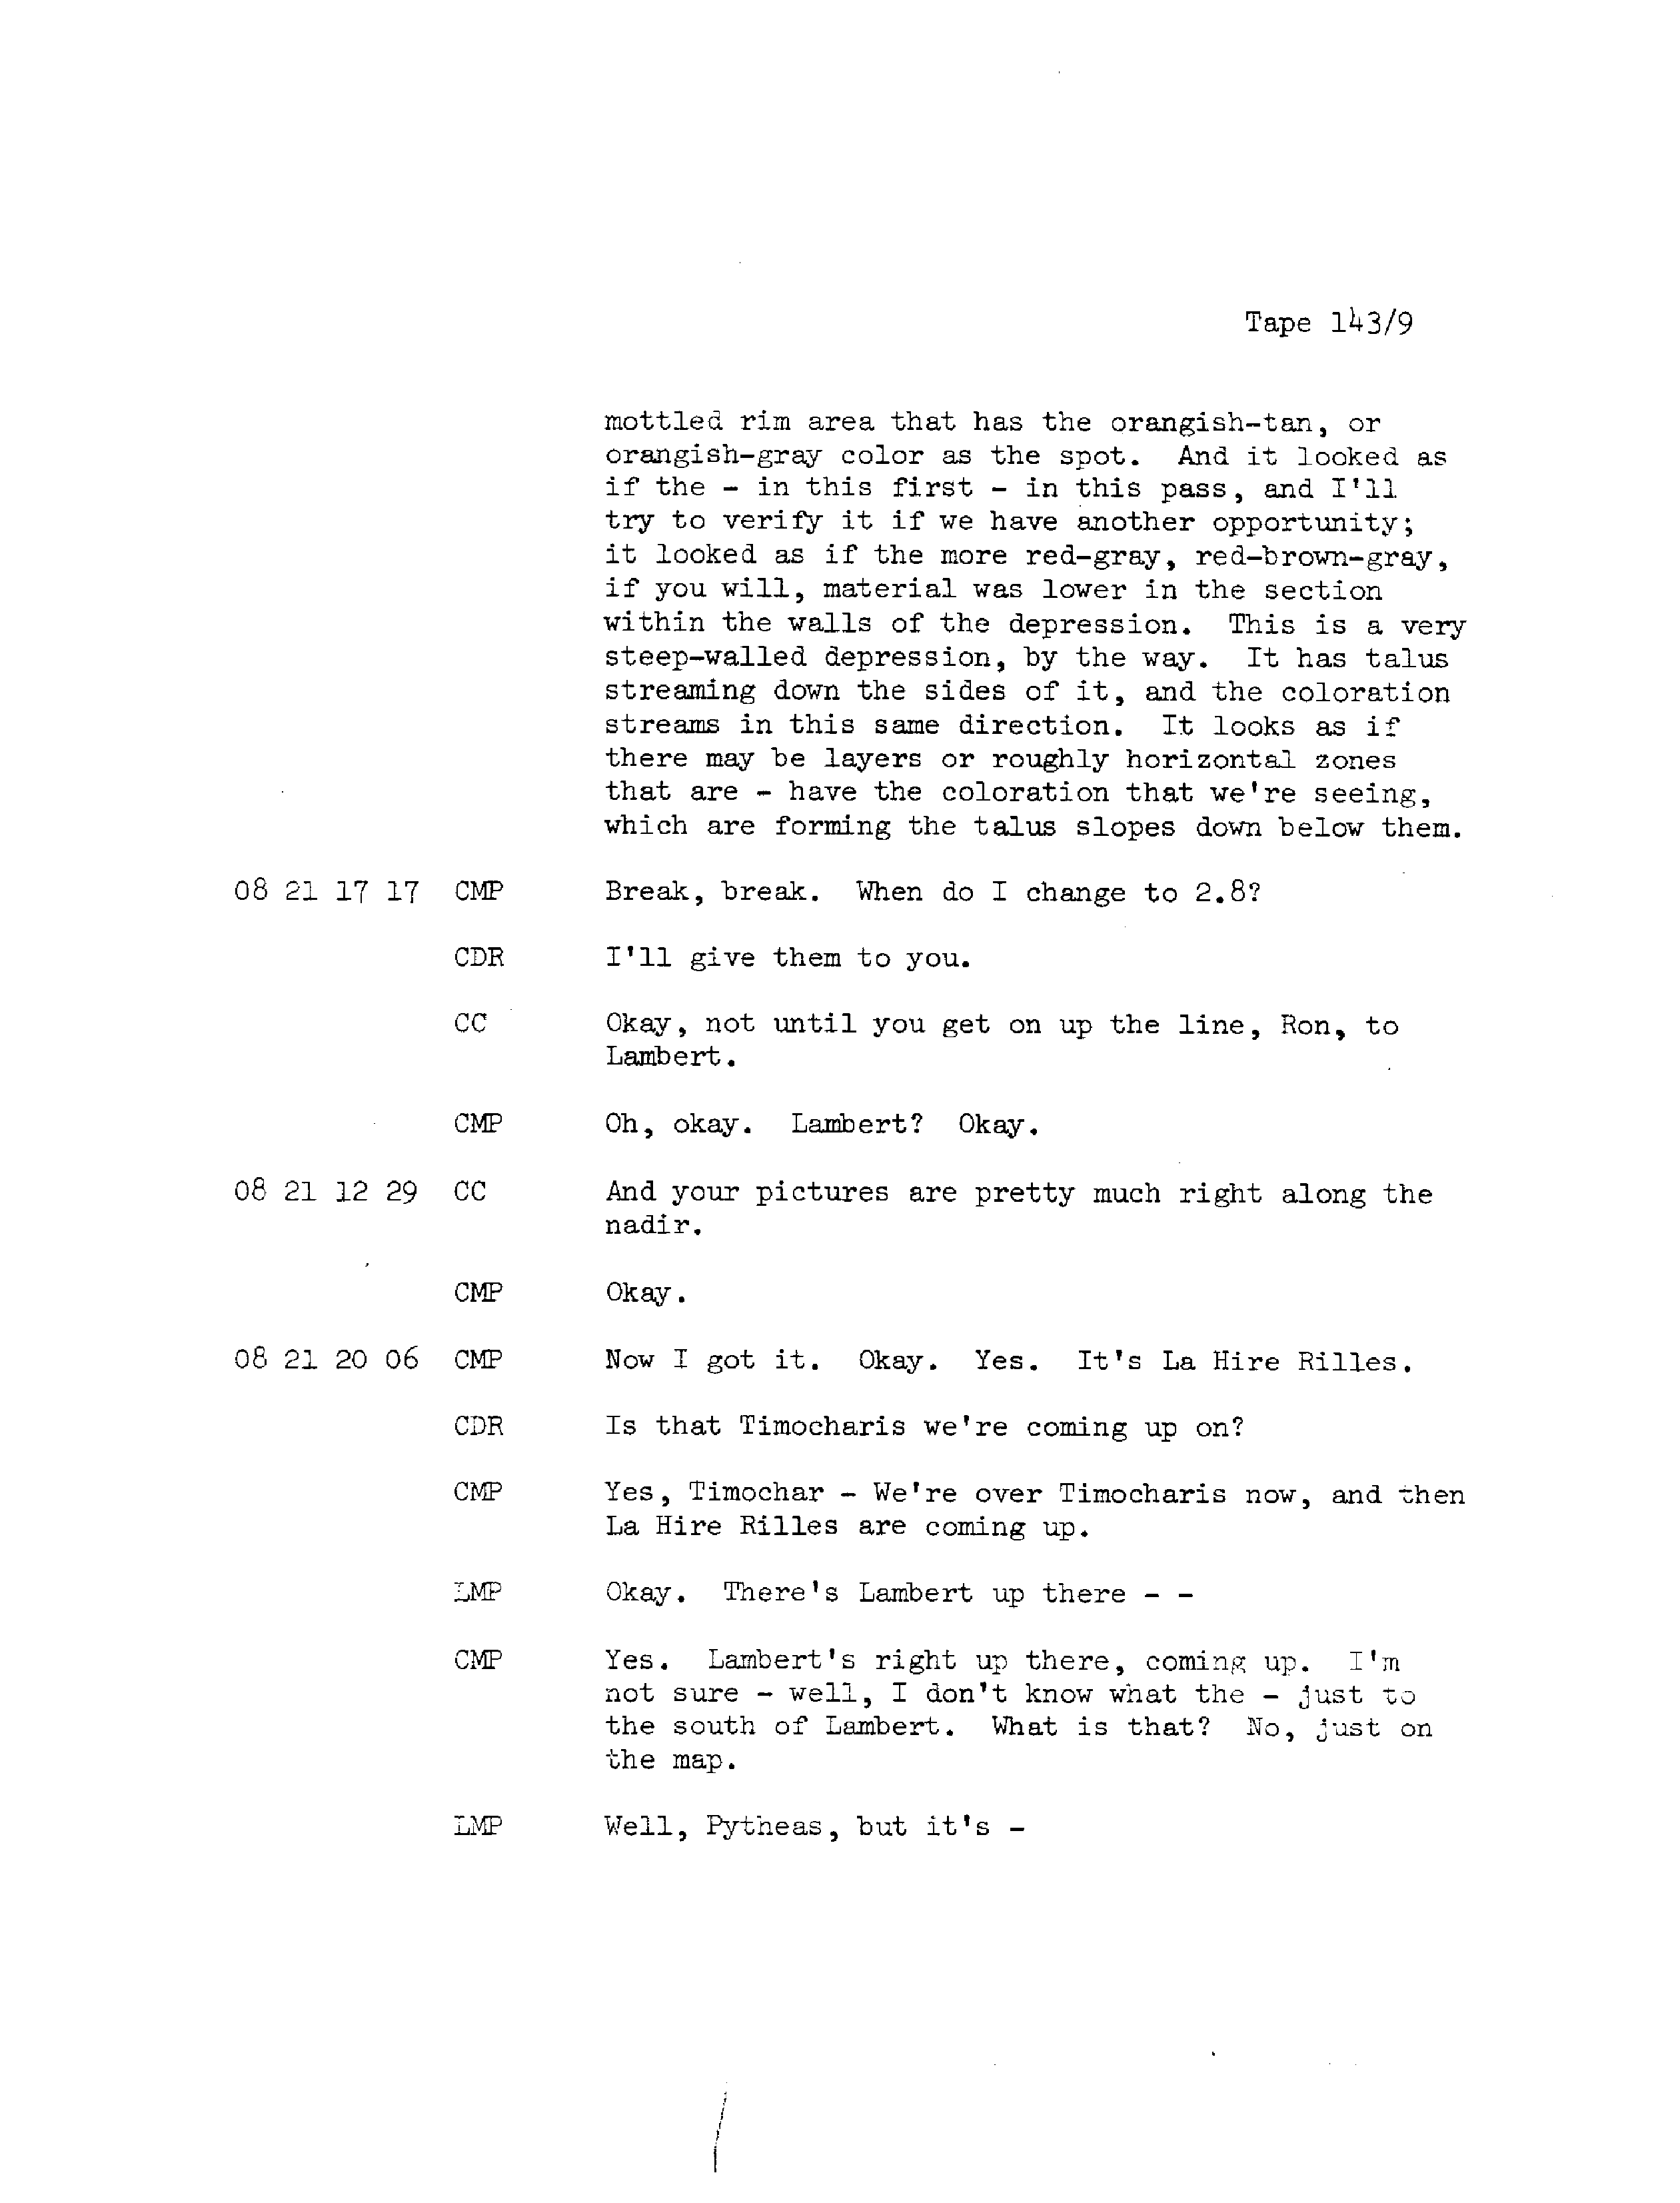 Tape 143/9
mottled rim area that has the orangish-tan, or
orangish-gray color as the spot. And it looked as
if the - in this first - in this pass, and I'll
try to verify it if we have another opportunity;
it looked as if the more red-gray, red-brown-gray,
if you will, material was lower in the section
within the walls of the depression. This is a very
steep-walled depression, by the way. It has talus
streaming down the sides of it, and the coloration
streams in this same direction. It looks as if
there may be layers or roughly horizontal zones
that are - have the coloration that we're seeing,
which are forming the talus slopes down below them.
08 21 17 17 CMP Break, break. When do I change to 2.8?
CDR I'll give them to you.
CC Okay, not until you get on up the line, Ron, to
Lambert.
CMP Oh, okay. Lambert? Okay.
08 21 12 29 CC And your pictures are pretty much right along the
nadir.
CMP Okay.
08 21 20 06 CMP Now I got it. Okay. Yes. It's La Hire Rilles.
CDR Is that Timocharis we're coming up on?
CMP Yes, Timochar - We're over Timocharis now, and then
La Hire Rilles are coming up.
LMP Okay. There's Lambert up there - -
CMP Yes. Lambert's right up there, coming up. I'm
not sure - well, I don't know what the - just to
the south of Lambert. What is that? No, just on
the map.
LMP Well, Pytheas, but it's -